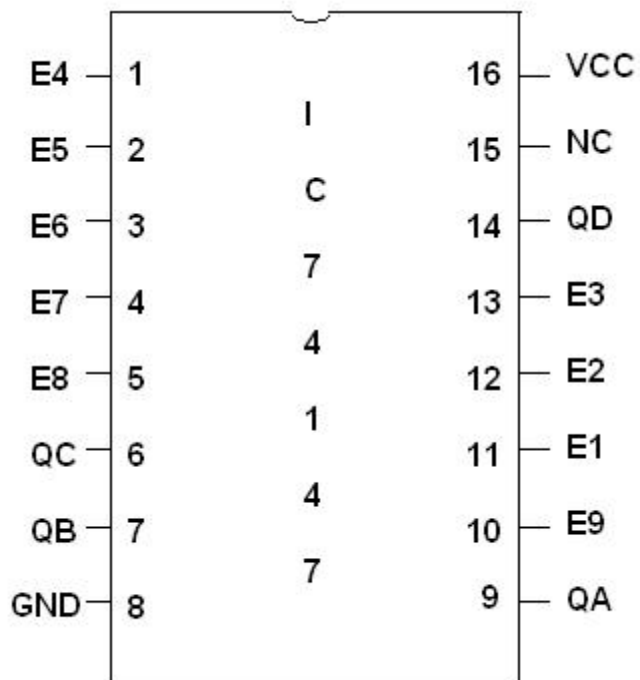 E4 1 16 VCC
I
E5 2 15 NC
C
E6 3 14 QD
7
E7 4 13 E3
4
E8 5 12 E2
1
QC 6 11 E1
4
QB 7 10 E9
7
GND 8 9 QA